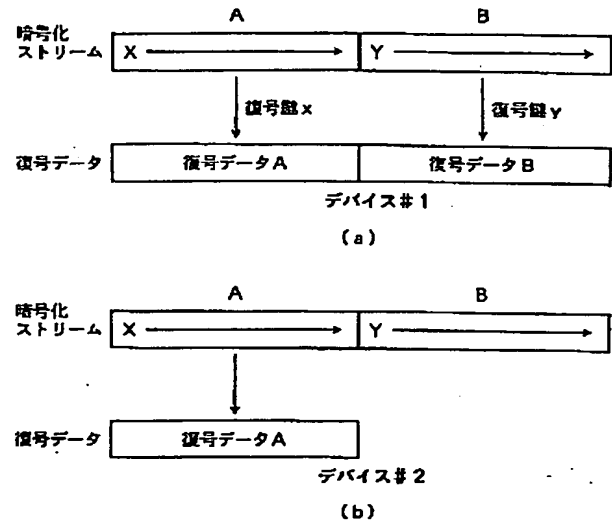 A B
暗号化
ストリーム X Y
復号鍵x 復号鍵y
復号データ 復号データA 復号データB
デバイス#1
(a)
A B
暗号化
ストリーム X Y
復号データ 復号データA
デバイス#2
(b)